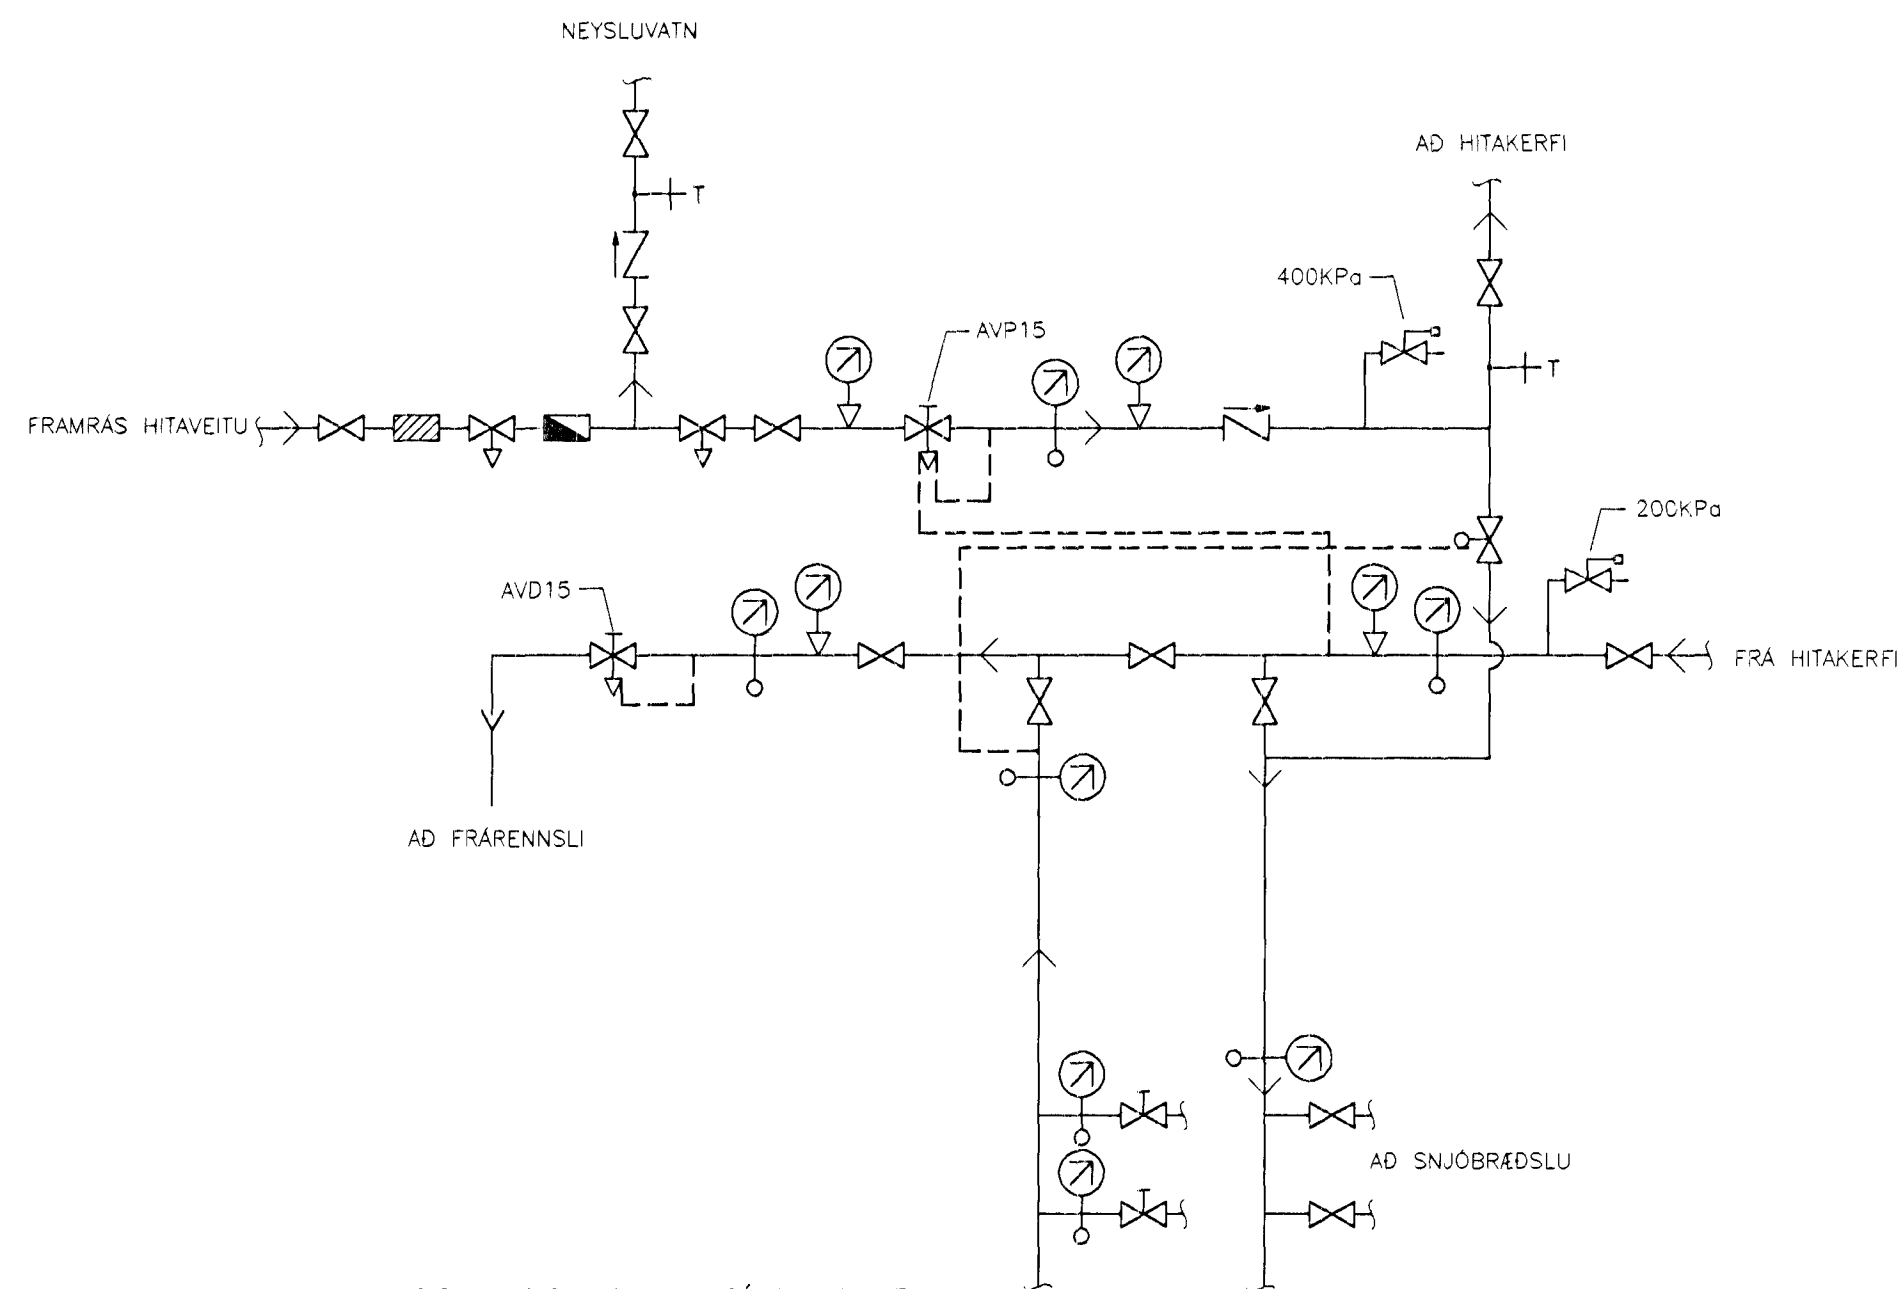 NEYSLUVATN
AÐ HITAKERFI
T
400KPa
AVP15
T
FRAMRÁS HITAVEITU
200KPa
AVD15
FRÁ HITAKERFI
AÐ FRÁRENNSLI
AÐ SNJÓBRÆÐSLU